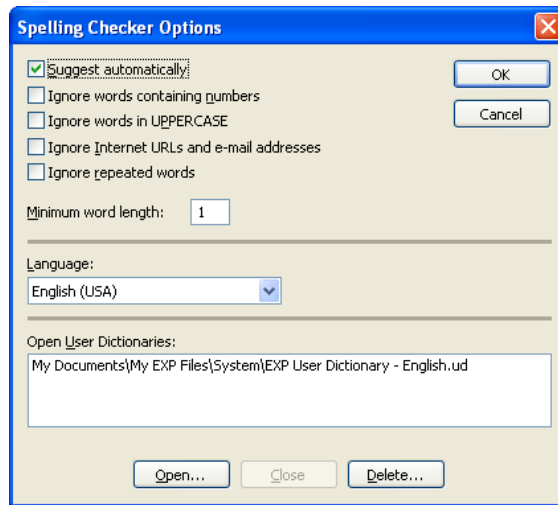 Spelling Checker Options
Suggest automatically
OK
Ignore words containing numbers
Ignore words in UPPERCASE
Cancel
Ignore Internet URLs and e-mail addresses
Ignore repeated words
Minimum word length: 1
Language:
English (USA)
Open User Dictionaries:
My Documents\My EXP Files\System\EXP User Dictionary - English.ud
Open... Close Delete...